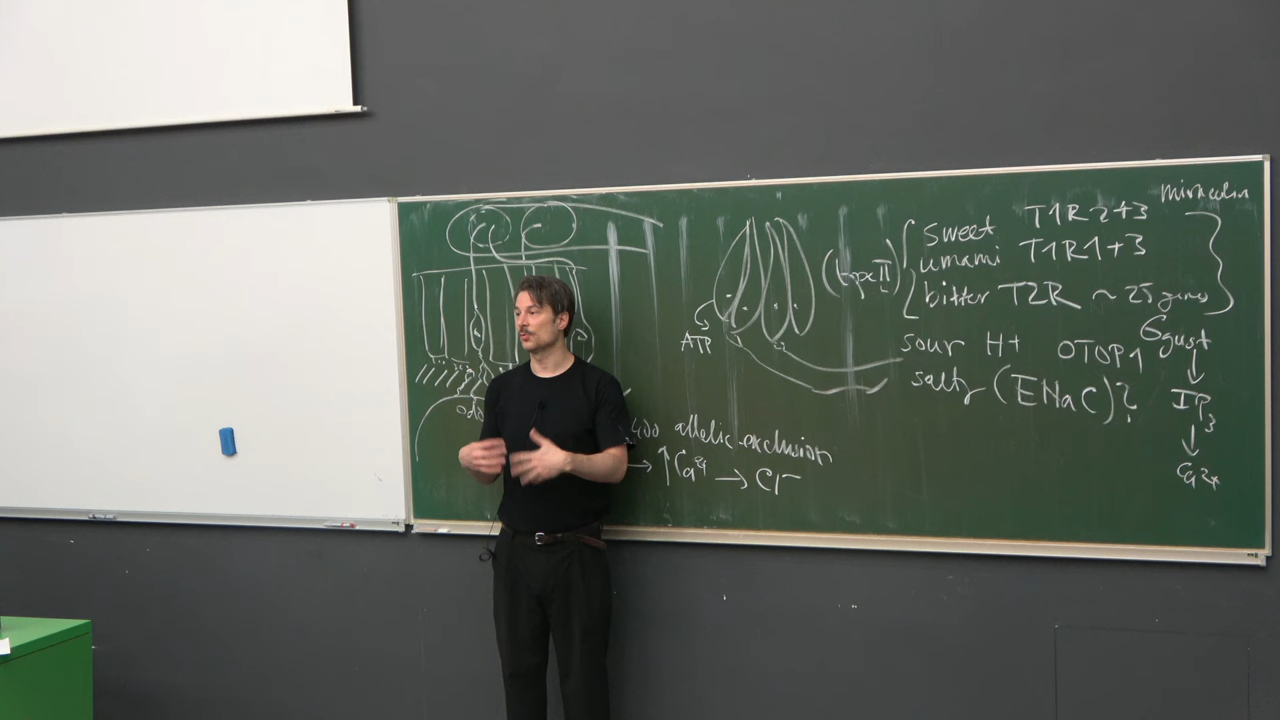 sweet T1R2+3
umami T1R1+3
(type II)
bitter T2R ~ 25 genes
ATP
sour H+ OTOP1
Ggust
↓
salty (ENaC)?
IP3
↓
Ca2+
400 allelic exclusion
→ ↑Ca2+ → Cl-